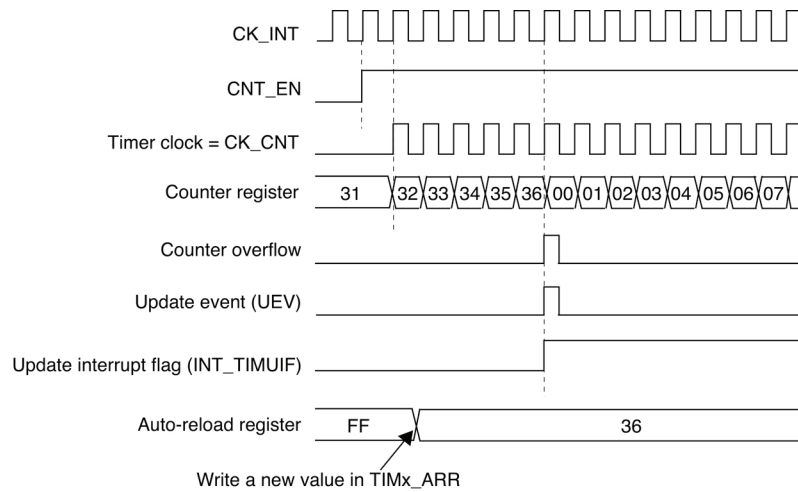 CK_INT
CNT_EN
Timer clock = CK_CNT
Counter register 31 32 33 34 35 36 00 01 02 03 04 05 06 07
Counter overflow
Update event (UEV)
Update interrupt flag (INT_TIMUIF)
Auto-reload register FF 36
Write a new value in TIMx_ARR